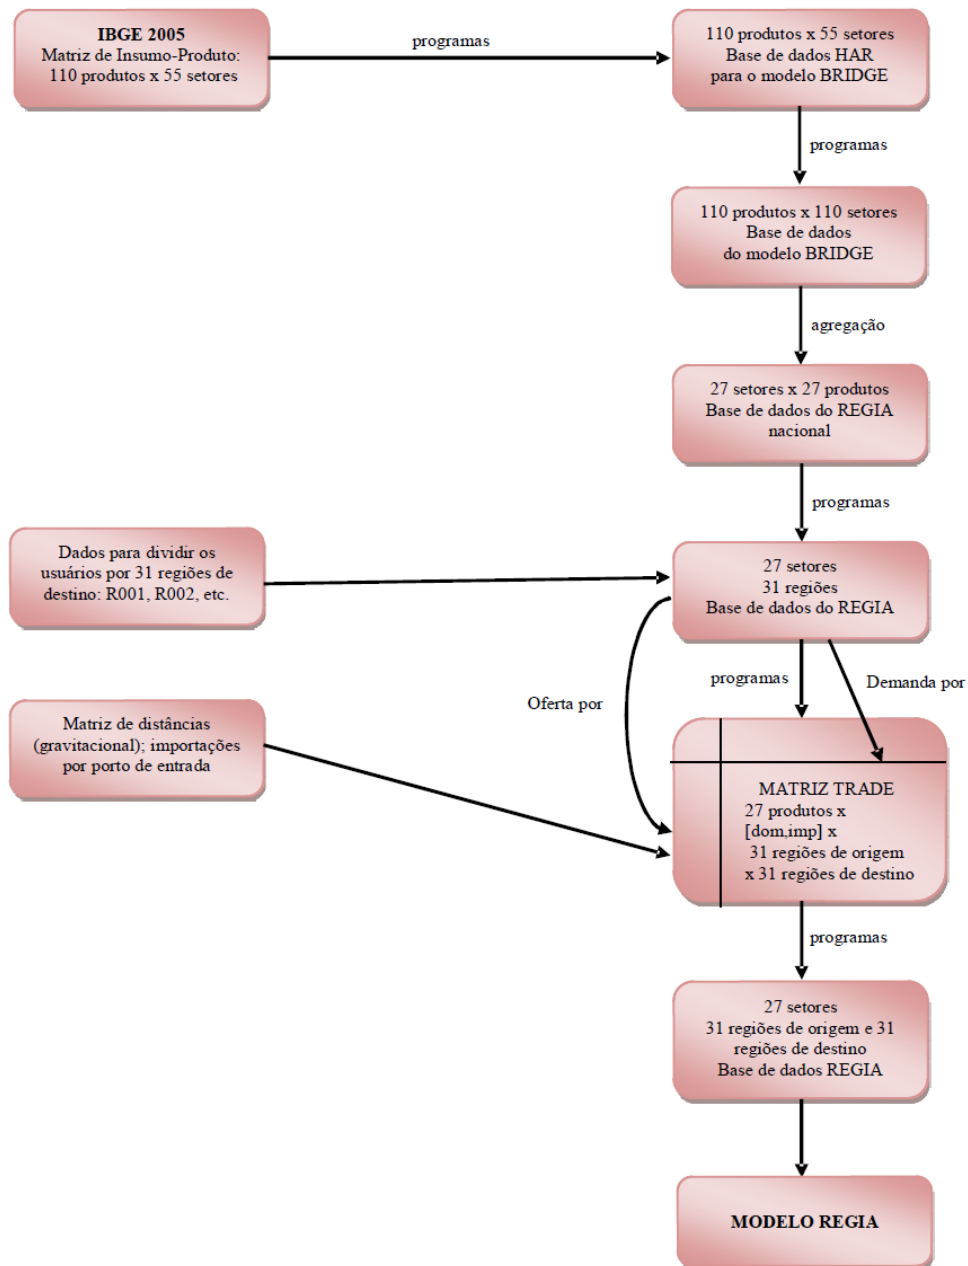 IBGE 2005
Matriz de Insumo-Produto:
110 produtos x 55 setores
programas
110 produtos x 55 setores
Base de dados HAR
para o modelo BRIDGE
programas
110 produtos x 110 setores
Base de dados
do modelo BRIDGE
agregação
27 setores x 27 produtos
Base de dados do REGIA
nacional
programas
Dados para dividir os
usuários por 31 regiões de
destino: R001, R002, etc.
27 setores
31 regiões
Base de dados do REGIA
programas
Demanda por
Oferta por
Matriz de distâncias
(gravitacional); importações
por porto de entrada
MATRIZ TRADE
27 produtos x
[dom,imp] x
31 regiões de origem
x 31 regiões de destino
programas
27 setores
31 regiões de origem e 31
regiões de destino
Base de dados REGIA
MODELO REGIA